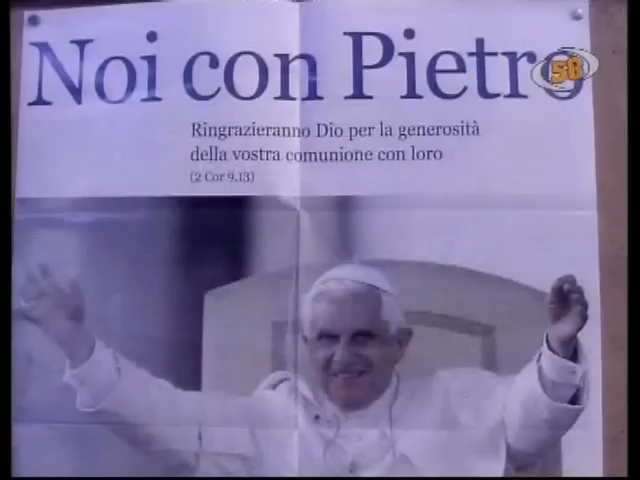 Noi con Pietro
58
Ringrazieranno Dio per la generosità
della vostra comunione con loro
(2 Cor 9,13)